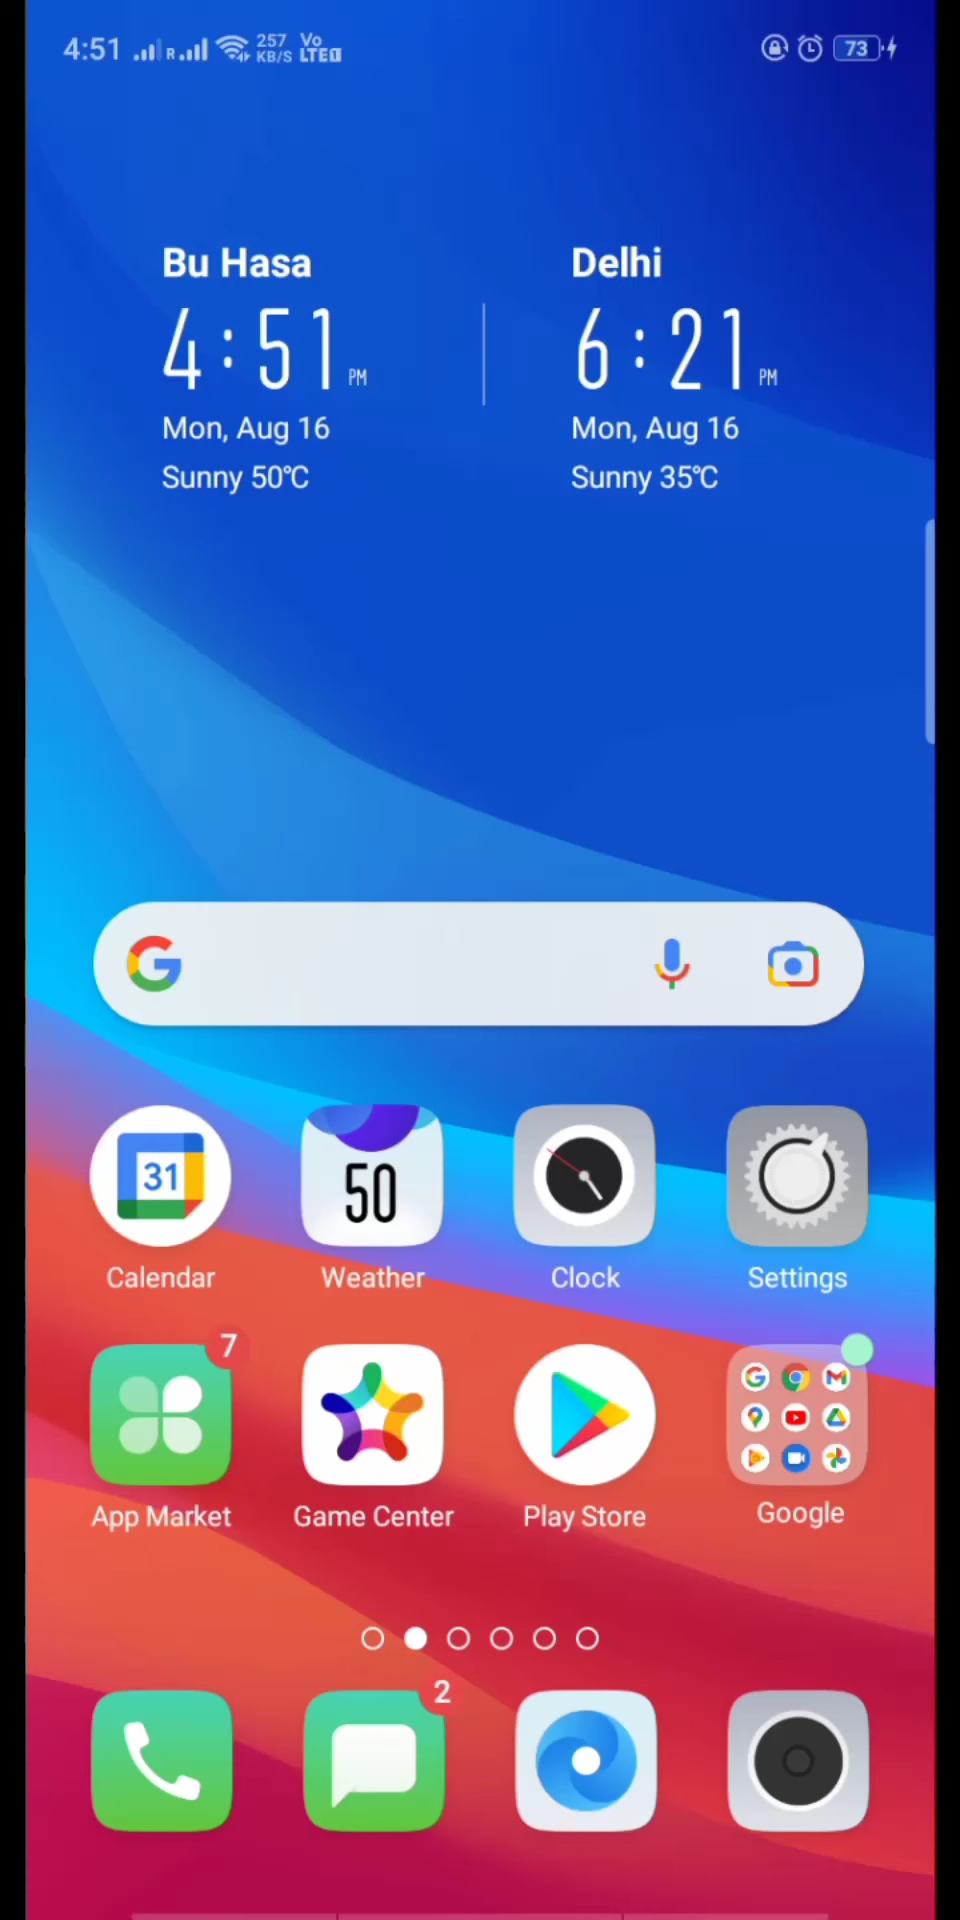 4:51 R 257 KB/S Vo LTE 73
Bu Hasa
4:51 PM
Mon, Aug 16
Sunny 50℃
Delhi
6:21 PM
Mon, Aug 16
Sunny 35℃
31
50
Calendar Weather Clock Settings
7
App Market Game Center Play Store Google
2